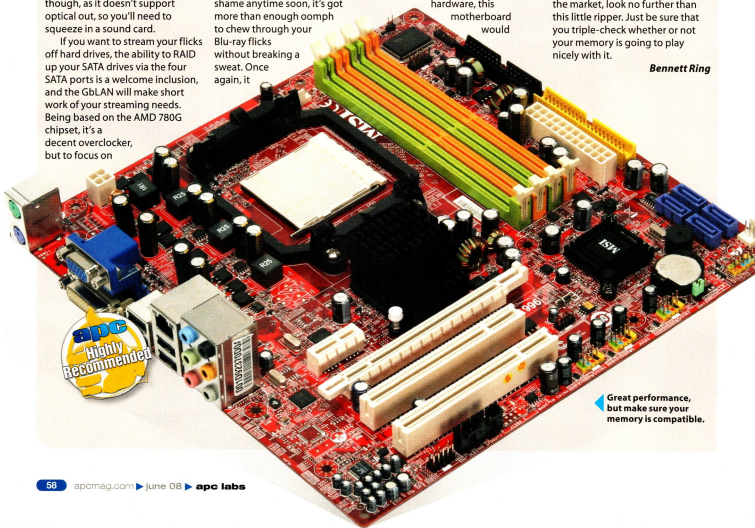 though, as it doesn't support
optical out, so you'll need to
squeeze in a sound card.
If you want to stream your flicks
off hard drives, the ability to RAID
up your SATA drives via the four
SATA ports is a welcome inclusion,
and the GbLAN will make short
work of your streaming needs.
Being based on the AMD 780G
chipset, it's a
decent overclocker,
but to focus on
shame anytime soon, it's got
more than enough oomph
to chew through your
Blu-ray flicks
without breaking a
sweat. Once
again, it
hardware, this
motherboard
would
the market, look no further than
this little ripper. Just be sure that
you triple-check whether or not
your memory is going to play
nicely with it.
Bennett Ring
MSI
R25
R25
R25
MSI
apc
Highly
Recommended
Great performance,
but make sure your
memory is compatible.
58 apcmag.com ▶ june 08 ▶ apc labs